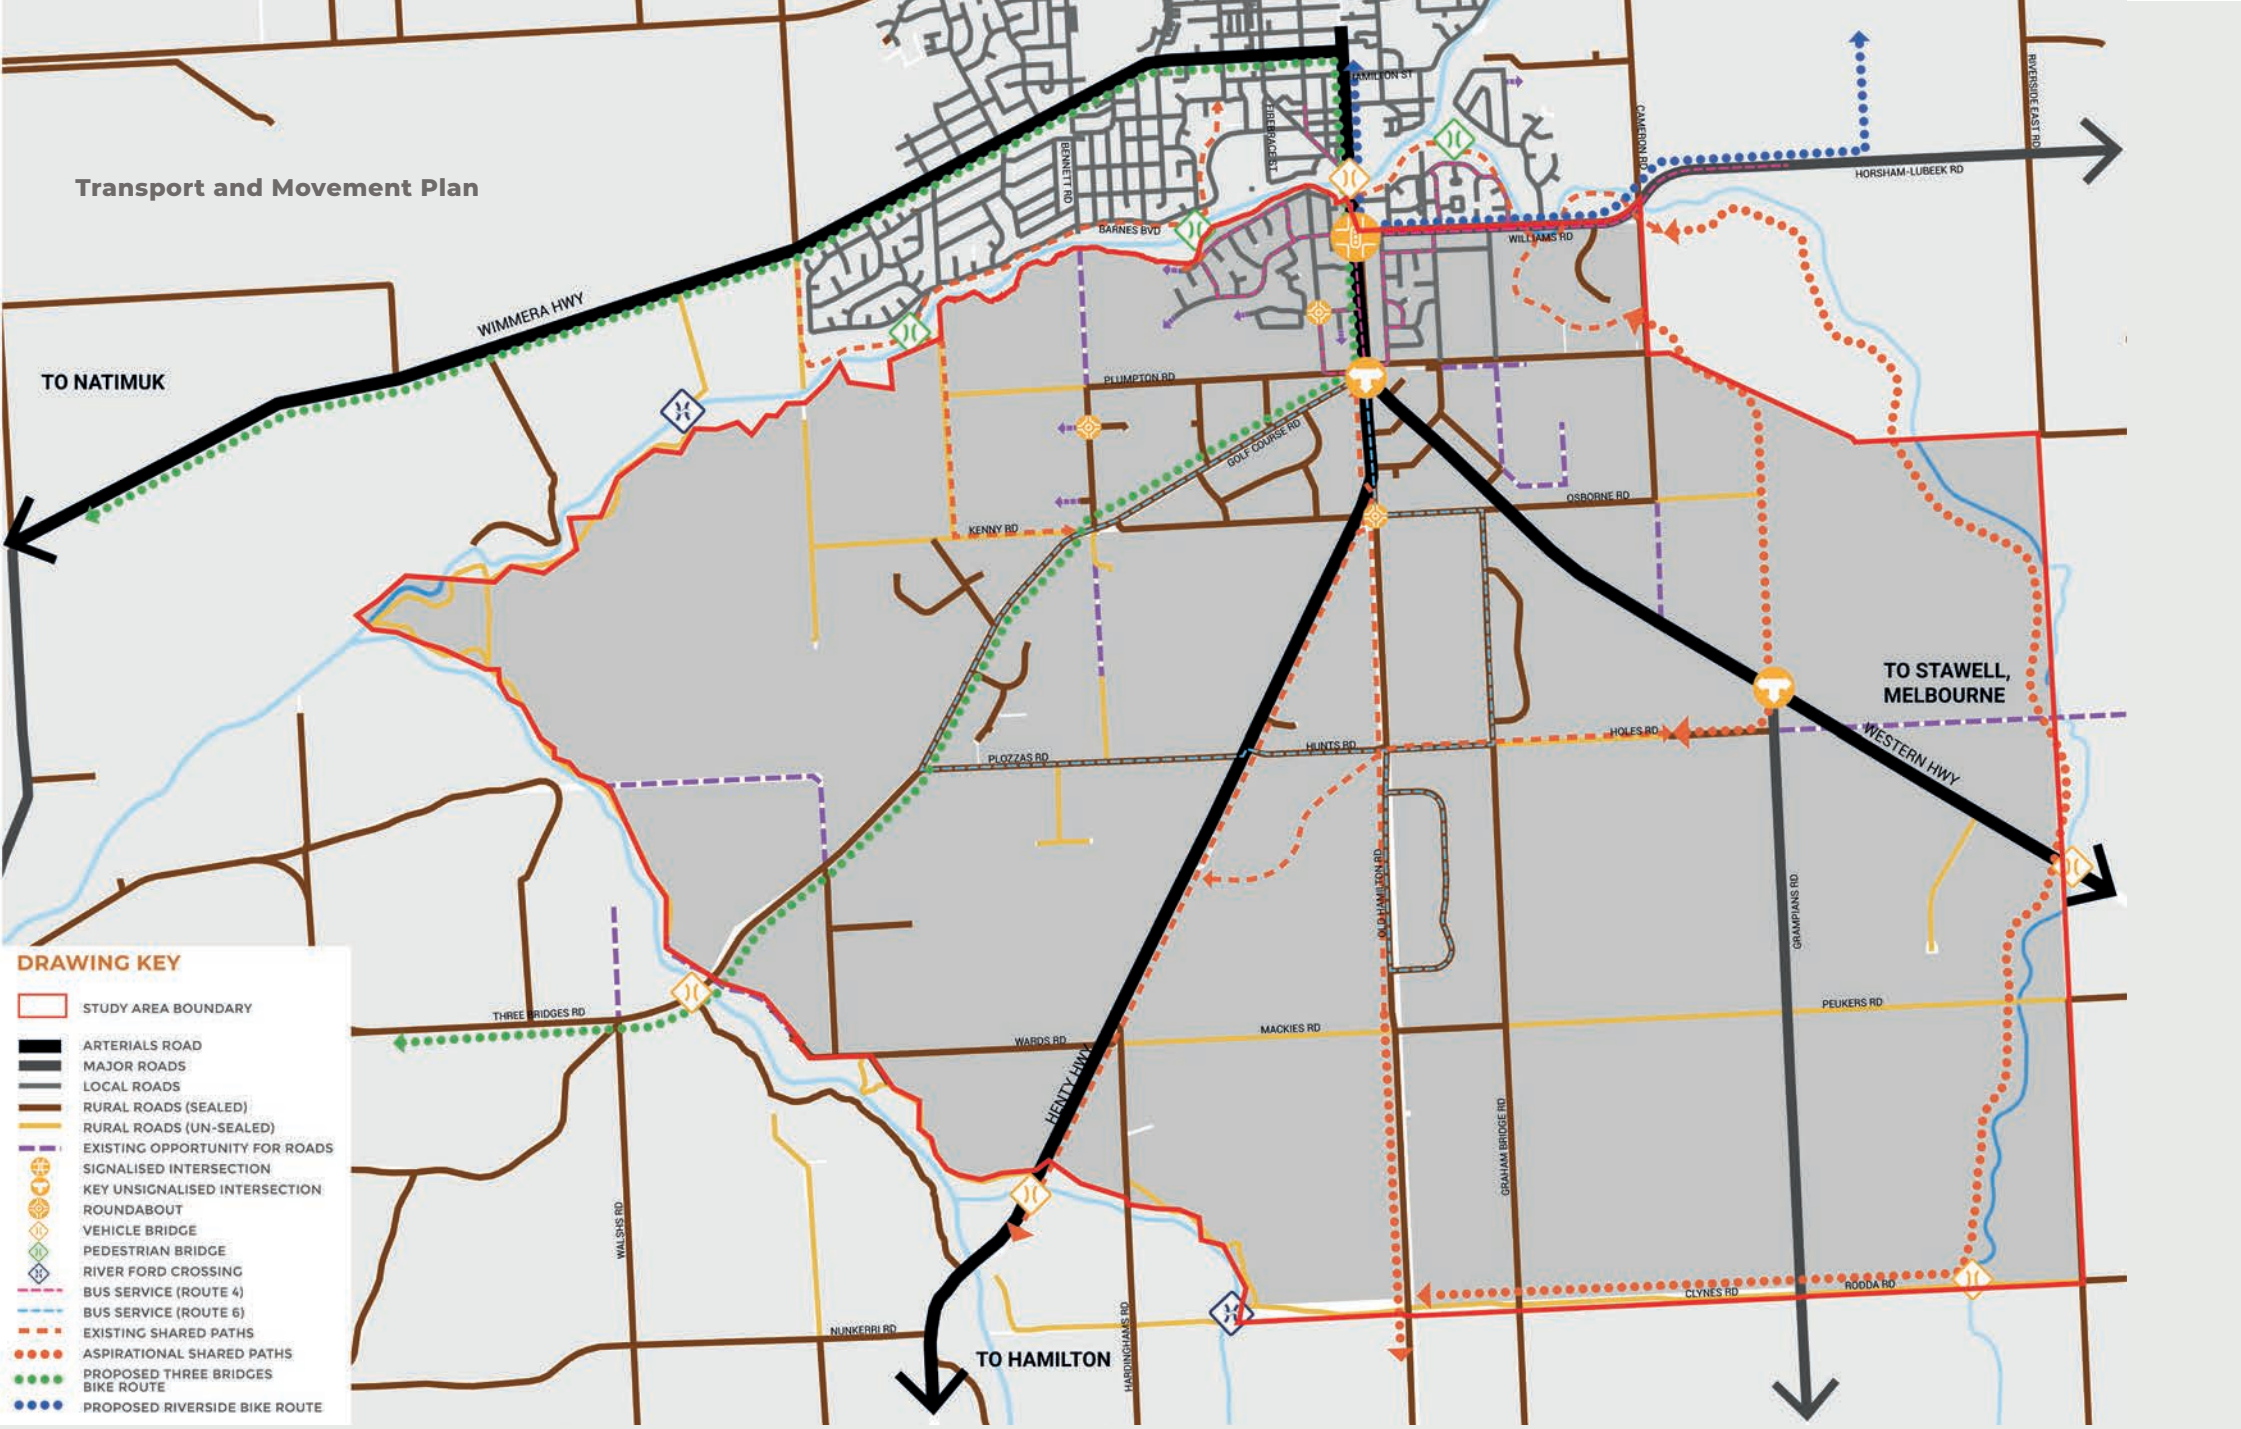 HAMILTON ST
RIVERSIDE EAST RD
CAMERON RD
FIREBRACE ST
BENNETT RD
HORSHAM-LUBECK RD
Transport and Movement Plan
BARNES BVD
WILLIAMS RD
WIMMERA HWY
TO NATIMUK
PLUMPTON RD
GOLF COURSE RD
OSBORNE RD
KENNY RD
TO STAWELL,
MELBOURNE
HOLES RD
HUNTS RD
PLOZZAS RD
WESTERN HWY
OLD HAMILTON RD
GRAMPIANS RD
DRAWING KEY
STUDY AREA BOUNDARY
ARTERIALS ROAD
MAJOR ROADS
LOCAL ROADS
RURAL ROADS (SEALED)
RURAL ROADS (UN-SEALED)
EXISTING OPPORTUNITY FOR ROADS
SIGNALISED INTERSECTION
KEY UNSIGNALISED INTERSECTION
ROUNDABOUT
VEHICLE BRIDGE
PEDESTRIAN BRIDGE
RIVER FORD CROSSING
BUS SERVICE (ROUTE 4)
BUS SERVICE (ROUTE 6)
EXISTING SHARED PATHS
ASPIRATIONAL SHARED PATHS
PROPOSED THREE BRIDGES
BIKE ROUTE
PROPOSED RIVERSIDE BIKE ROUTE
THREE BRIDGES RD
PEUKERS RD
MACKIES RD
WARDS RD
HENTY HWY
GRAHAM BRIDGE RD
WALSHS RD
RODDA RD
CLYNES RD
NUNKERRI RD
HARDINGHAMS RD
TO HAMILTON